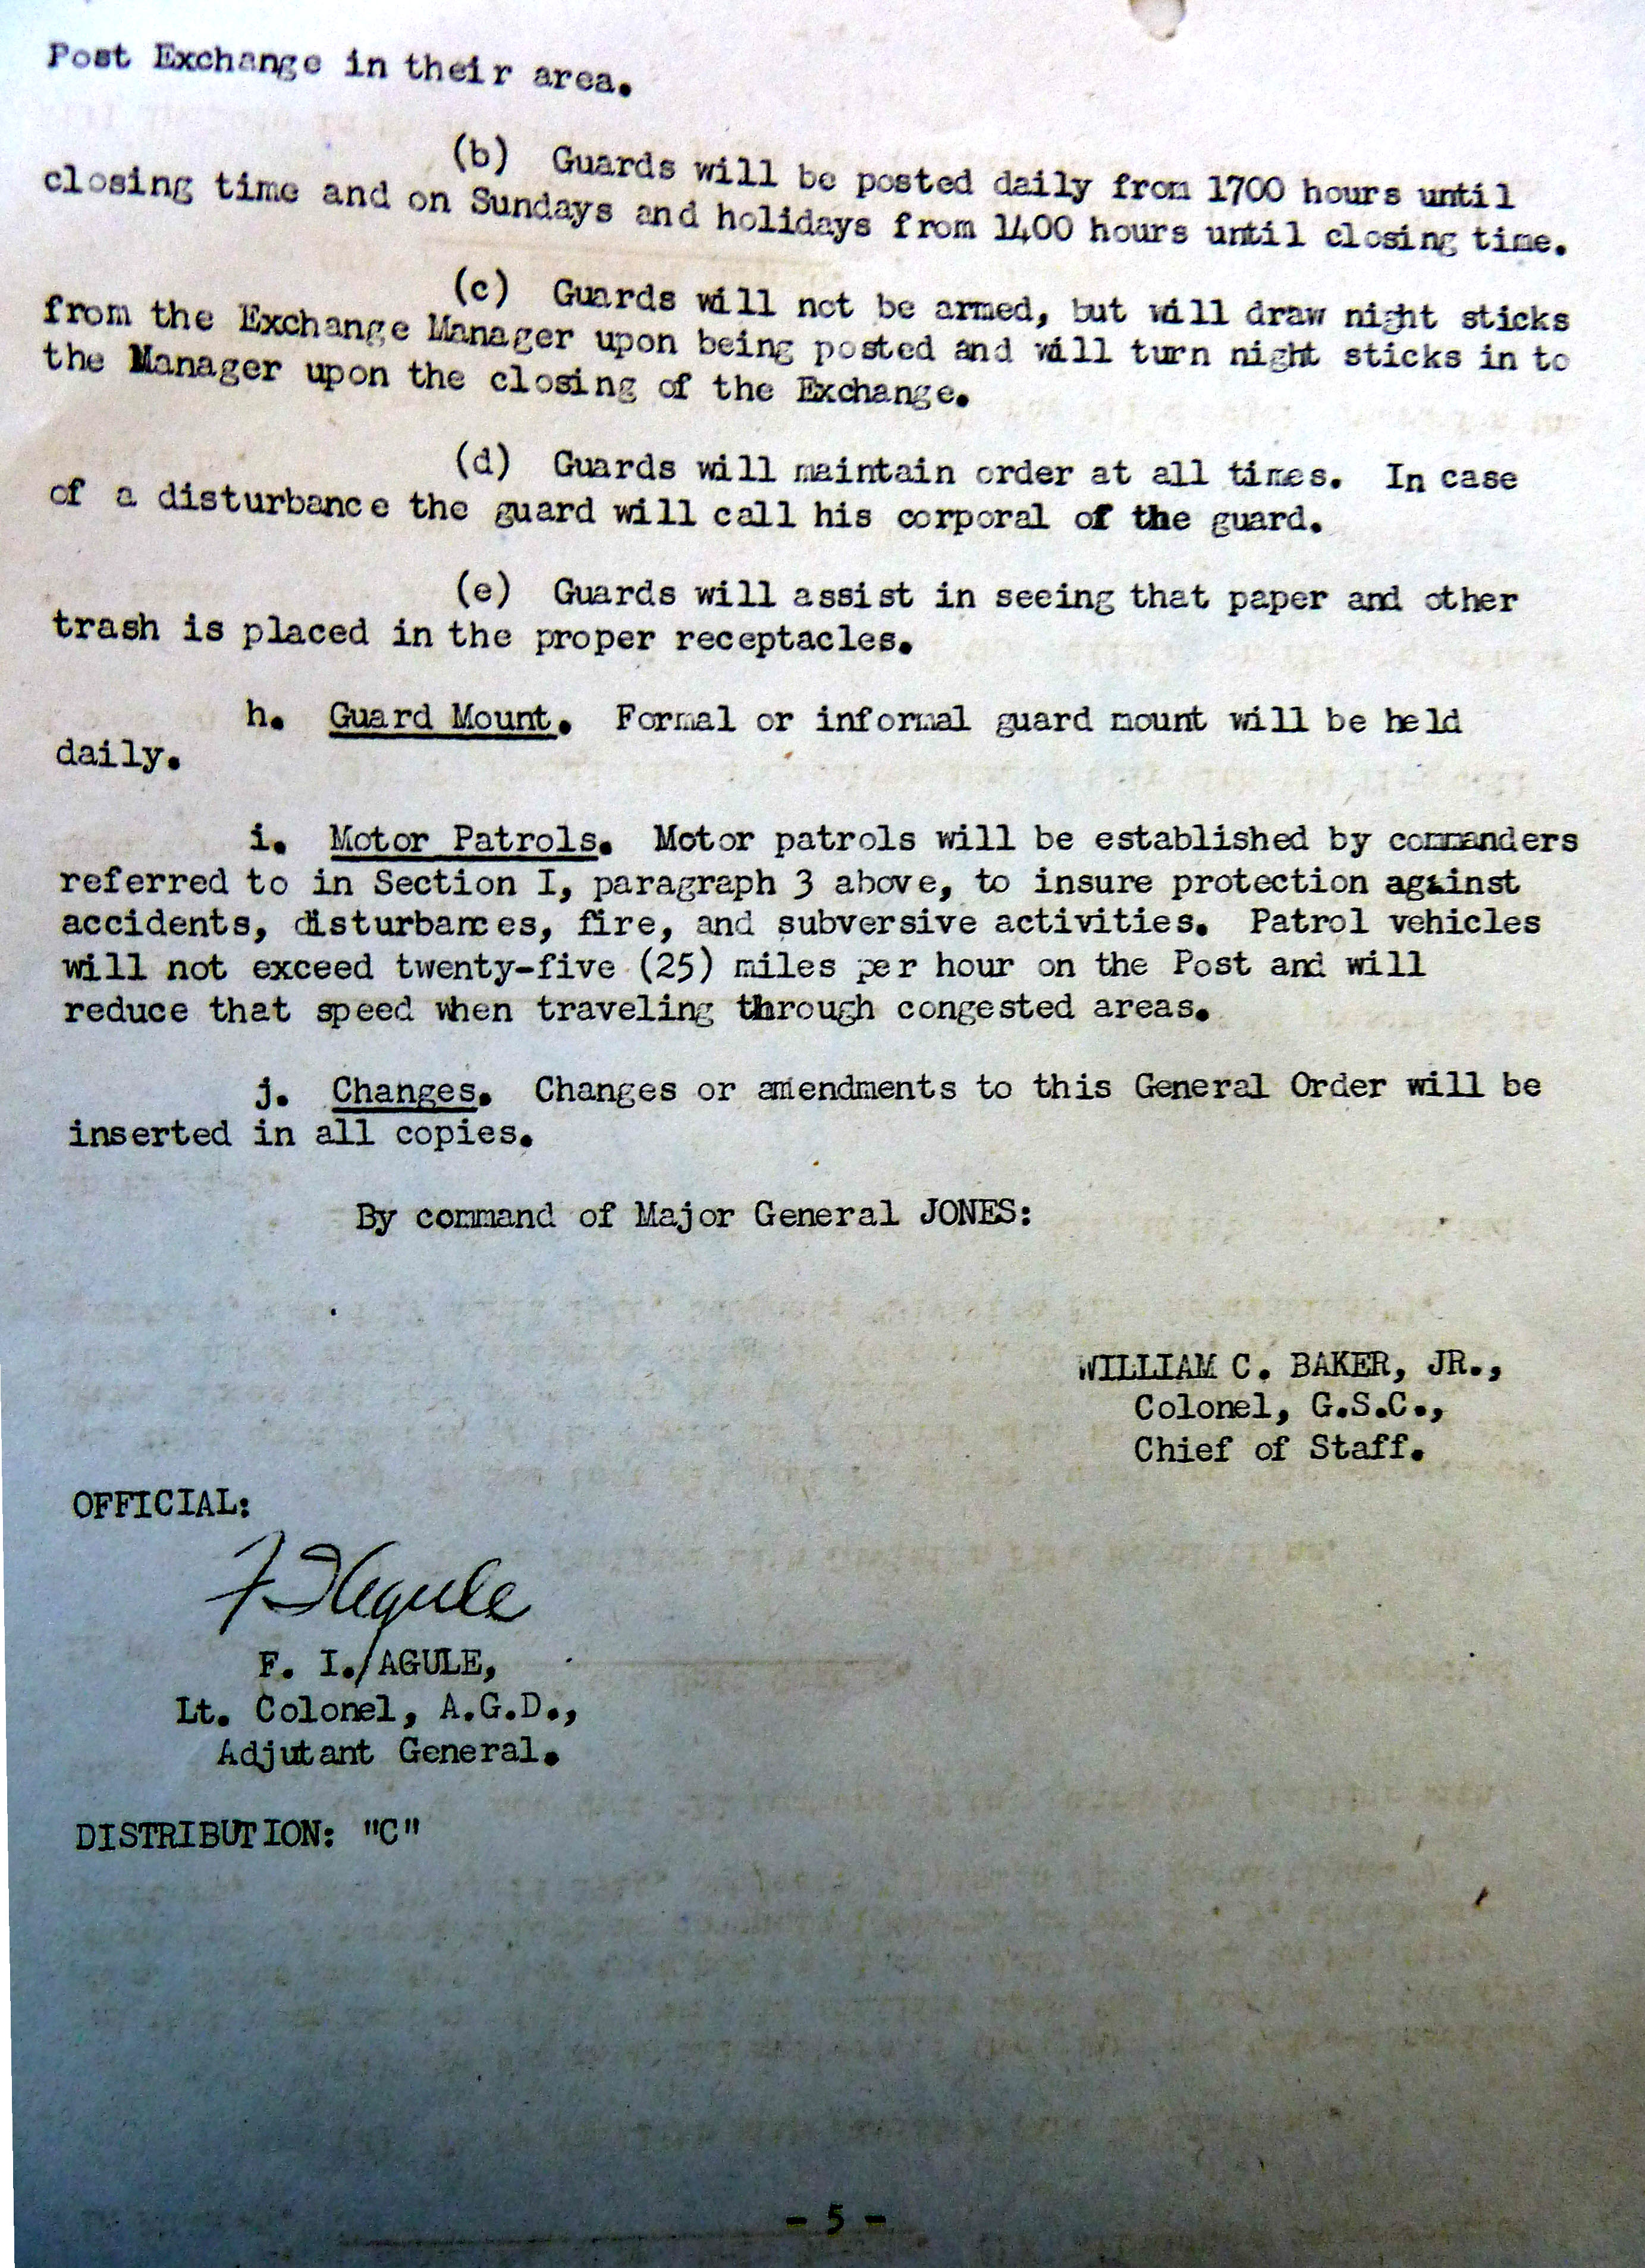 Post Exchange in their area.
(b) Guards will be posted daily from 1700 hours until
closing time and on Sundays and holidays from 1400 hours until closing time.
(c) Guards will not be armed, but will draw night sticks
from the Exchange Manager upon being posted and will turn night sticks in to
the Manager upon the closing of the Exchange.
(d) Guards will maintain order at all times. In case
of a disturbance the guard will call his corporal of the guard.
(e) Guards will assist in seeing that paper and other
trash is placed in the proper receptacles.
h. Guard Mount. Formal or informal guard mount will be held
daily.
i. Motor Patrols. Motor patrols will be established by commanders
referred to in Section I, paragraph 3 above, to insure protection against
accidents, disturbances, fire, and subversive activities. Patrol vehicles
will not exceed twenty-five (25) miles per hour on the Post and will
reduce that speed when traveling through congested areas.
j. Changes. Changes or amendments to this General Order will be
inserted in all copies.
By command of Major General JONES:
WILLIAM C. BAKER, JR.,
Colonel, G.S.C.,
Chief of Staff.
OFFICIAL:
F I Agule
F. I. AGULE,
Lt. Colonel, A.G.D.,
Adjutant General.
DISTRIBUTION: "C"
- 5 -